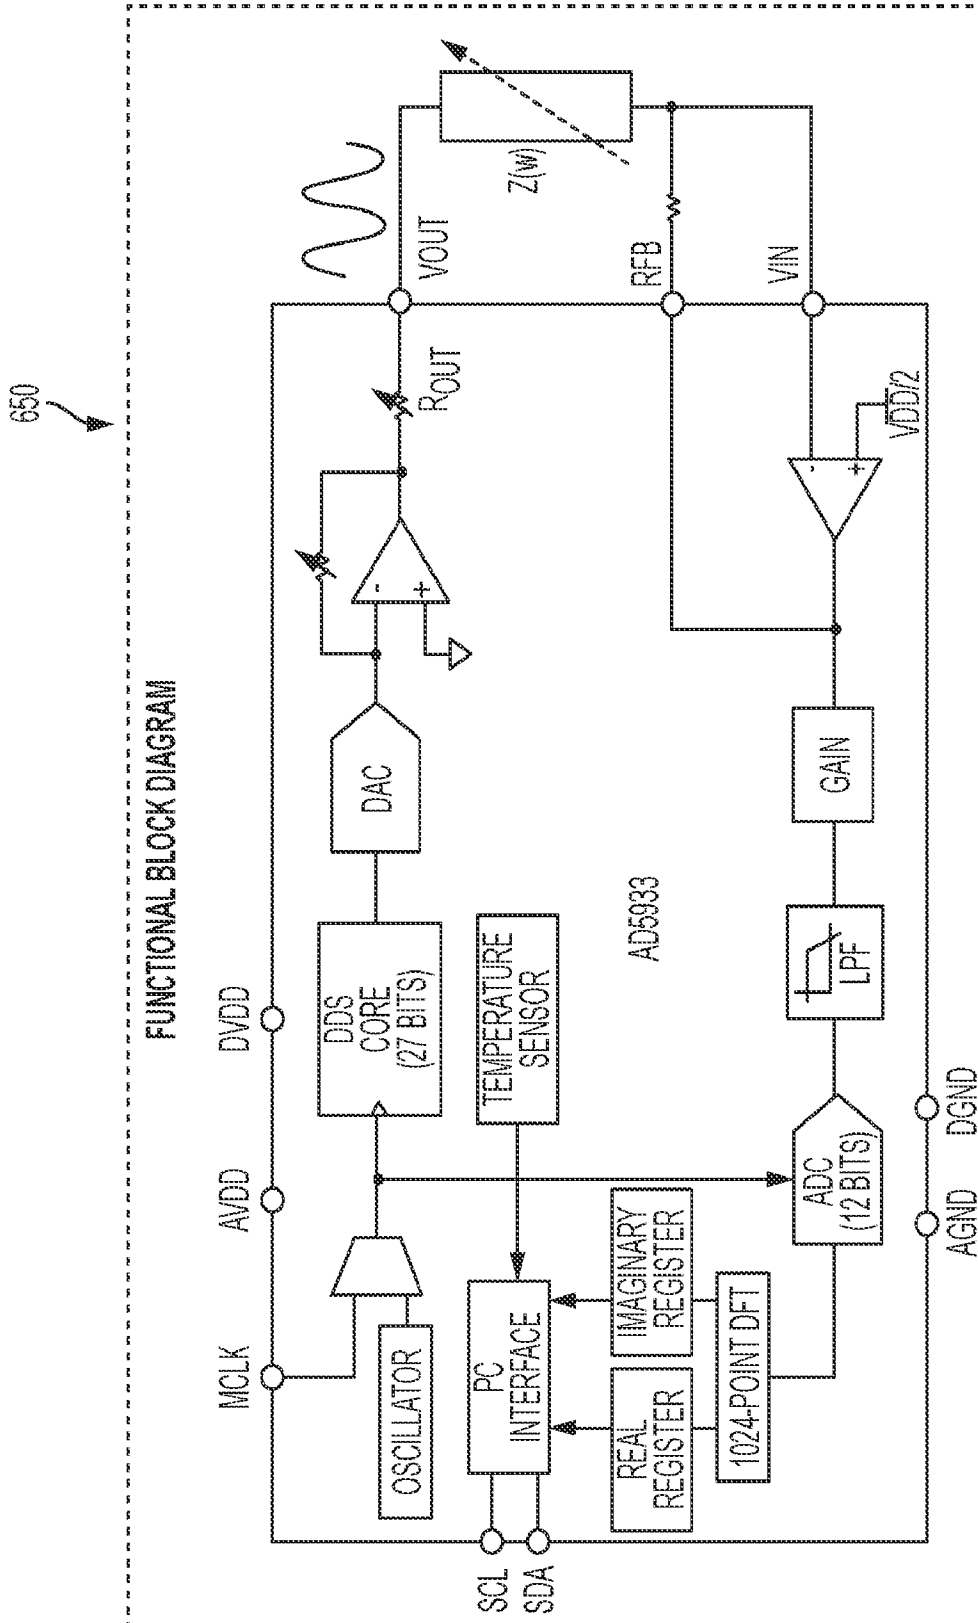 650
FUNCTIONAL BLOCK DIAGRAM
MCLK
AVDD
DVDD
OSCILLATOR
DDS
CORE
(27 BITS)
DAC
ROUT
VOUT
SCL
SDA
PC
INTERFACE
TEMPERATURE
SENSOR
Z(w)
REAL
REGISTER
IMAGINARY
REGISTER
AD5933
RFB
1024-POINT DFT
ADC
(12 BITS)
LPF
GAIN
-
+
-
+
VDD/2
VIN
AGND
DGND